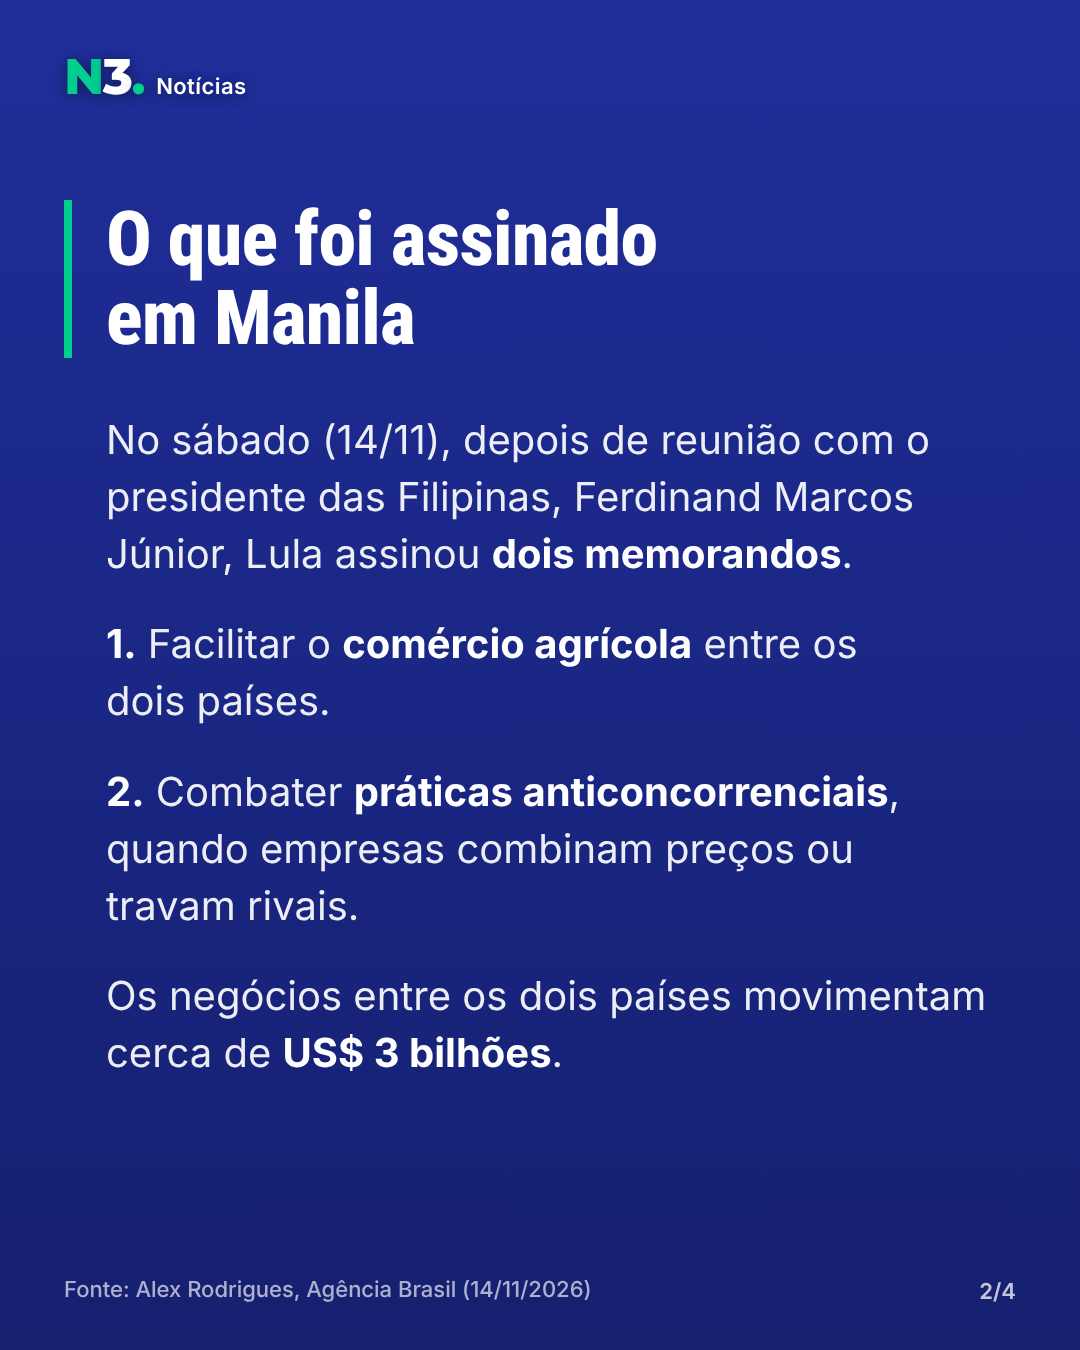 N3. Notícias
O que foi assinado
em Manila
No sábado (14/11), depois de reunião com o
presidente das Filipinas, Ferdinand Marcos
Júnior, Lula assinou dois memorandos.
1. Facilitar o comércio agrícola entre os
dois países.
2. Combater práticas anticoncorrenciais,
quando empresas combinam preços ou
travam rivais.
Os negócios entre os dois países movimentam
cerca de US$ 3 bilhões.
Fonte: Alex Rodrigues, Agência Brasil (14/11/2026)
2/4